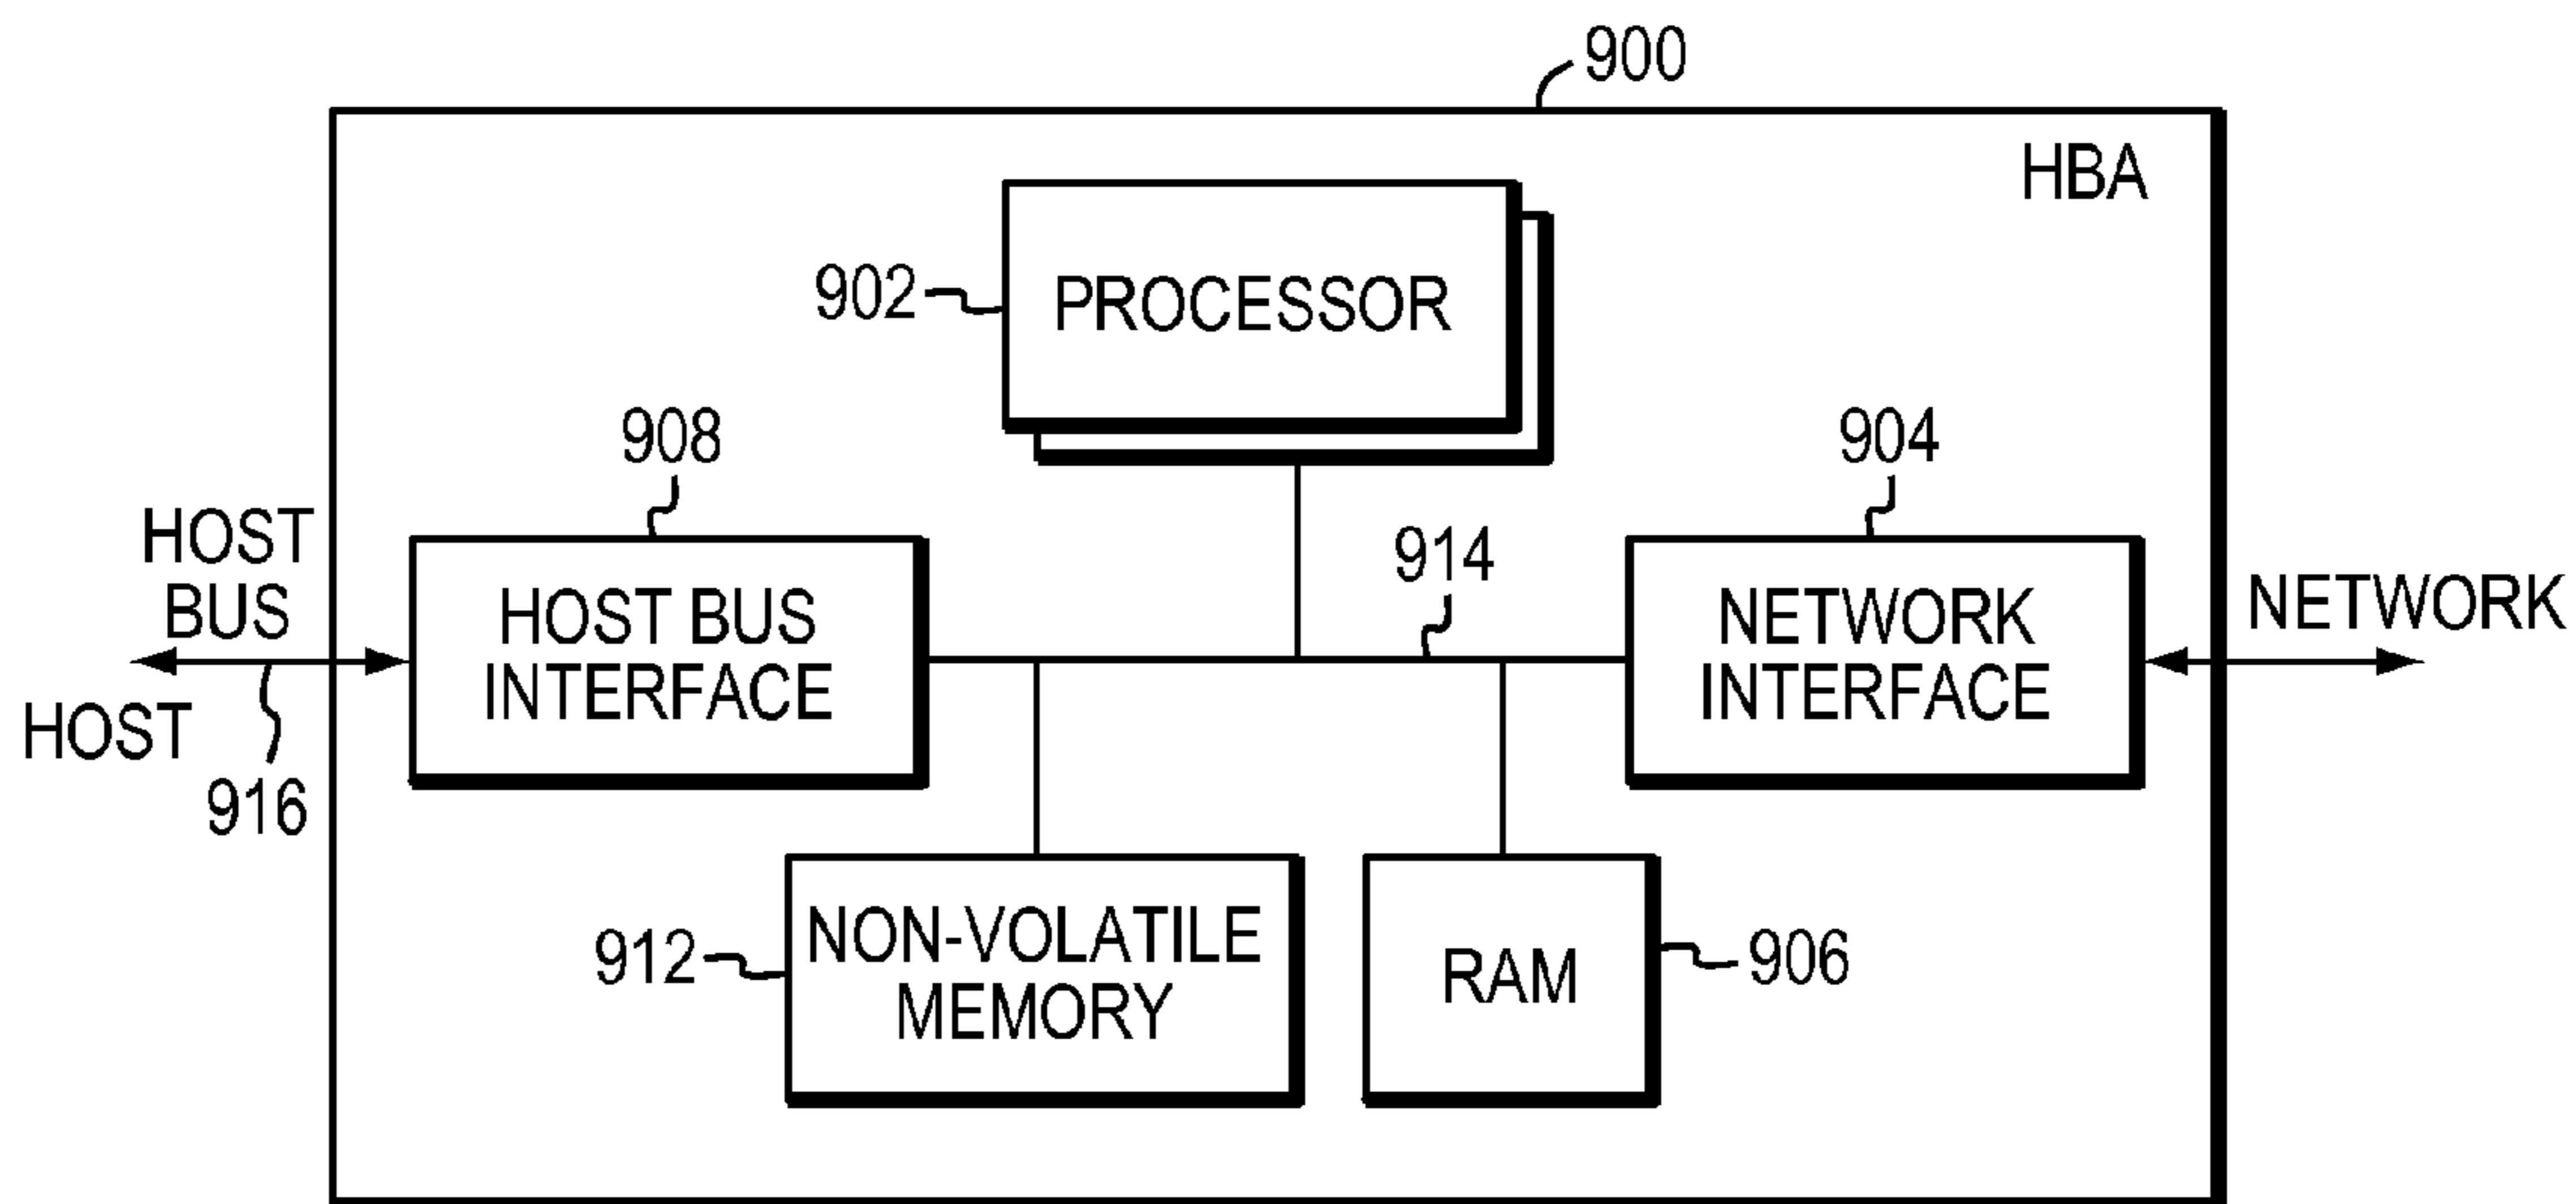 900
HBA
902
PROCESSOR
908
904
HOST
BUS
914
HOST BUS
INTERFACE
NETWORK
INTERFACE
NETWORK
HOST
916
912
NON-VOLATILE
MEMORY
RAM
906